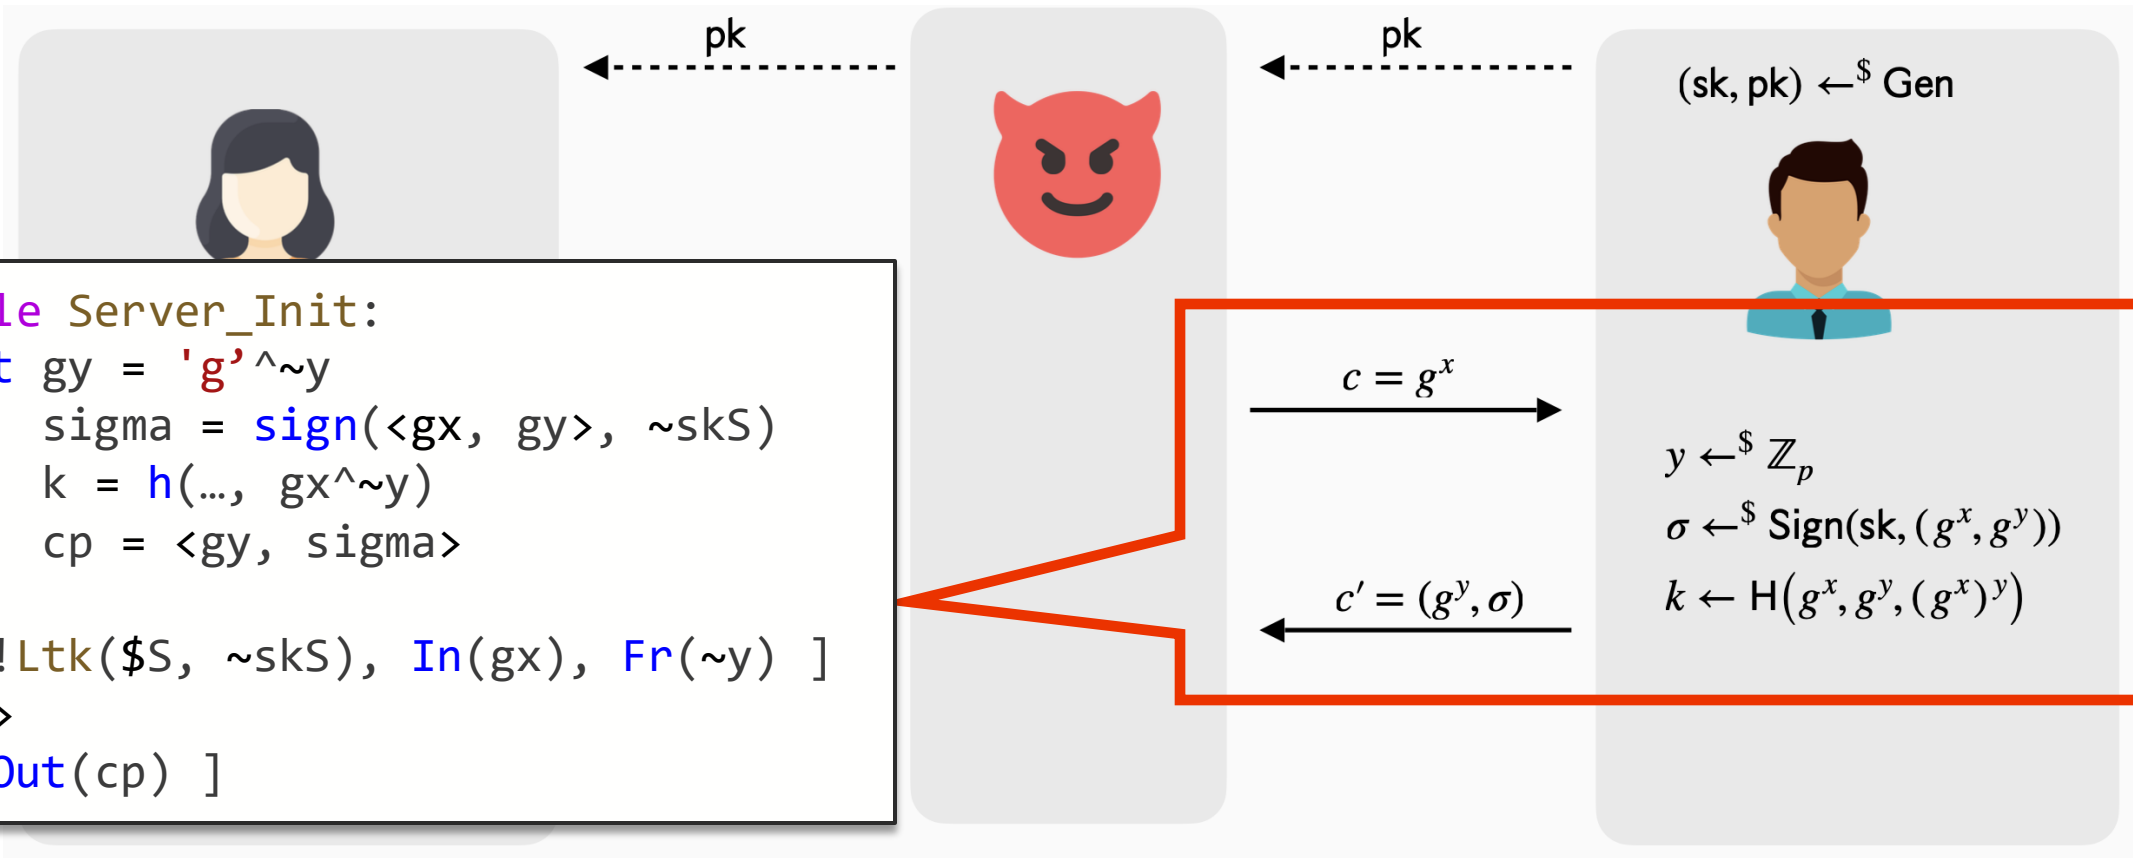 pk
pk
(sk, pk) ←$ Gen
le Server_Init:
t gy = 'g’^~y
sigma = sign(<gx, gy>, ~skS)
k = h(…, gx^~y)
cp = <gy, sigma>
!Ltk($S, ~skS), In(gx), Fr(~y) ]
>
Out(cp) ]
c = g^x
y ←$ ℤ_p
σ ←$ Sign(sk, (g^x, g^y))
c′ = (g^y, σ)
k ← H(g^x, g^y, (g^x)^y)